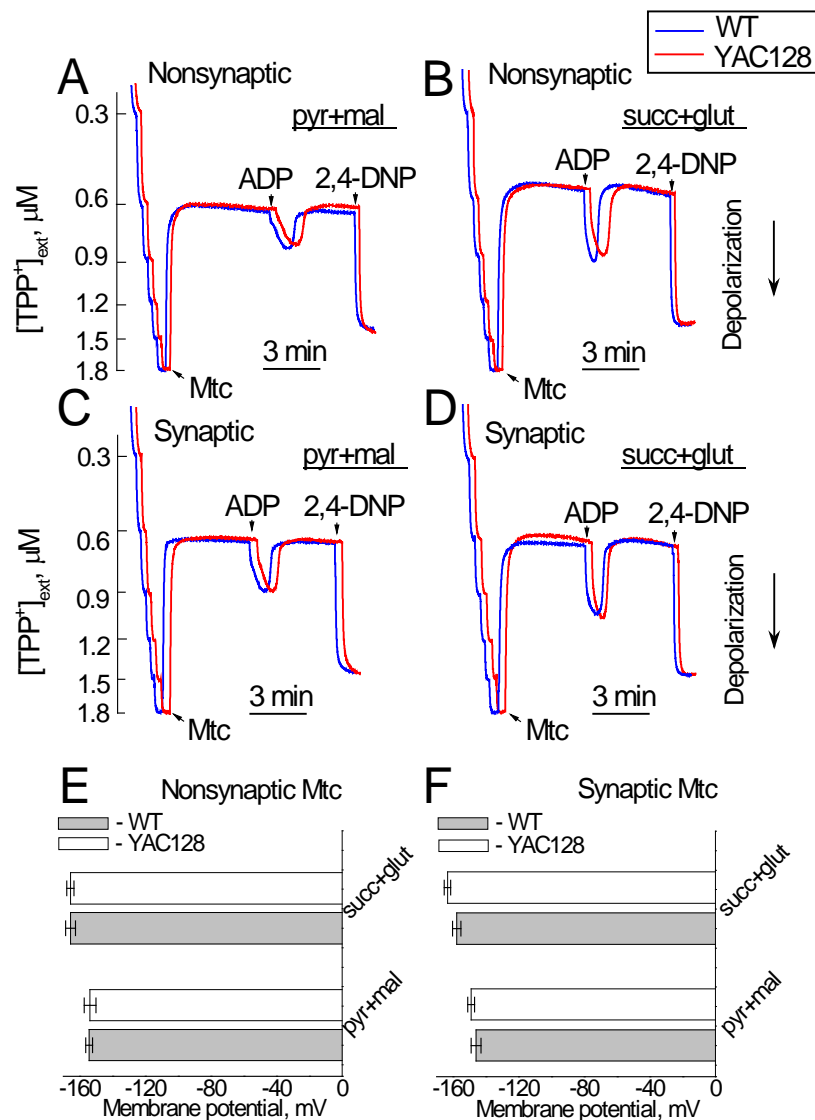 WT
YAC128
A
Nonsynaptic
pyr+mal
ADP
2,4-DNP
0.3
0.6
0.9
1.2
1.5
1.8
[TPP⁺]ext, μM
3 min
Mtc
B
Nonsynaptic
succ+glut
ADP
2,4-DNP
Depolarization
3 min
Mtc
C
Synaptic
pyr+mal
ADP
2,4-DNP
0.3
0.6
0.9
1.2
1.5
1.8
[TPP⁺]ext, μM
3 min
Mtc
D
Synaptic
succ+glut
ADP
2,4-DNP
Depolarization
3 min
Mtc
E
Nonsynaptic Mtc
- WT
- YAC128
succ+glut
pyr+mal
-160 -120 -80 -40 0
Membrane potential, mV
F
Synaptic Mtc
- WT
- YAC128
succ+glut
pyr+mal
-160 -120 -80 -40 0
Membrane potential, mV